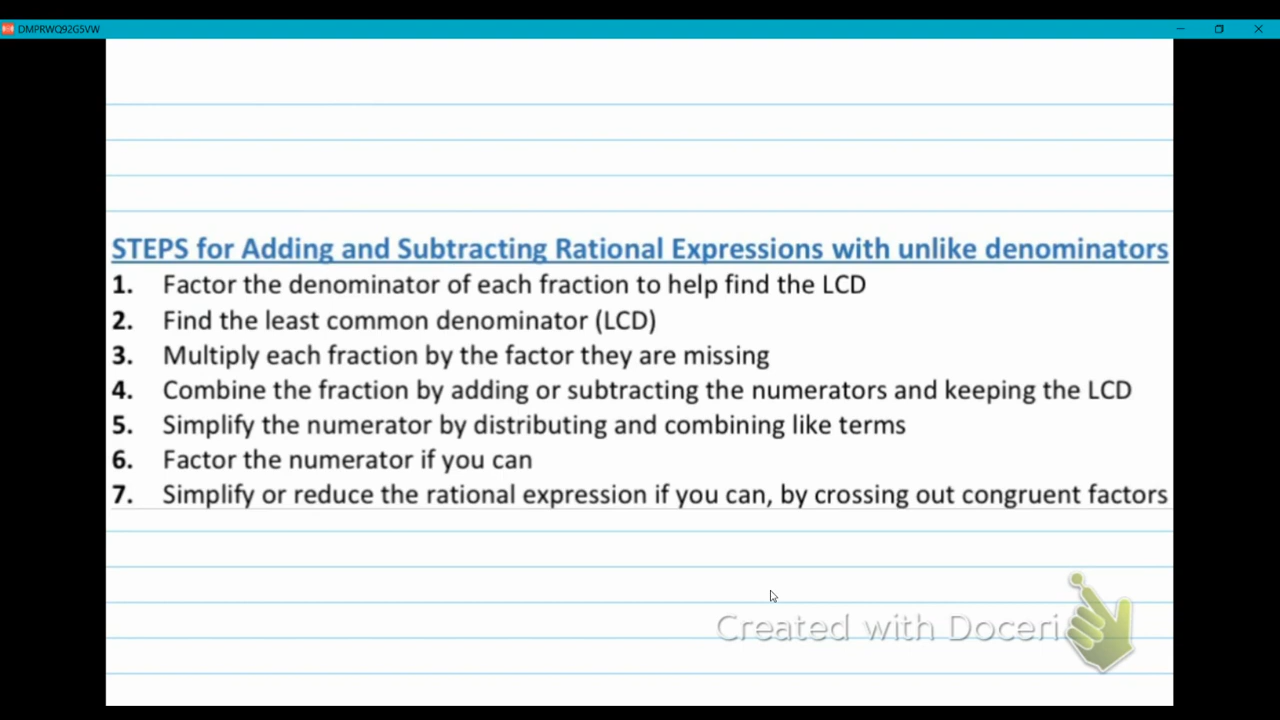 DMPRWQ92G5VW
STEPS for Adding and Subtracting Rational Expressions with unlike denominators
1. Factor the denominator of each fraction to help find the LCD
2. Find the least common denominator (LCD)
3. Multiply each fraction by the factor they are missing
4. Combine the fraction by adding or subtracting the numerators and keeping the LCD
5. Simplify the numerator by distributing and combining like terms
6. Factor the numerator if you can
7. Simplify or reduce the rational expression if you can, by crossing out congruent factors
Created with Doceri